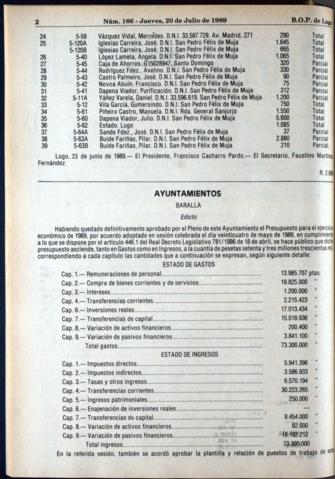 2 Núm. 166 - Jueves, 20 de Julio de 1989 B.O.P. de Lugo
24 5-59 Vázquez Vidal, Mercedes. D.N.I. 33.587.729. Av. Madrid, 271 290 Total
25 5-120A Iglesias Carreira, José. D.N.I. San Pedro Félix de Muja 1.645 Total
5-120B Iglesias Carreira, José. D.N.I. San Pedro Félix de Muja 665 Total
26 5-40 López Lamela, Angela. D.N.I. San Pedro Félix de Muja 1.065 Total
27 5-42 Caja de Ahorros. G15028947, Santo Domingo 320 Parcial
28 5-44 Rodríguez Fdez., Avelino. D.N.I. San Pedro Félix de Muja 330 Parcial
29 5-43 Castro Palmeiro, José. D.N.I. San Pedro Félix de Muja 90 Parcial
30 5-42 Novoa Abuín, Francisco. D.N.I. San Pedro Félix de Muja 75 Parcial
31 5-41 Dapena Viador, Purificación. D.N.I. San Pedro Félix de Muja 312 Parcial
32 5-11A Yáñez Varela, Daniel. D.N.I. 33.596.619. San Pedro Félix de Muja 1.200 Parcial
33 5-12 Vila García, Gumersindo. D.N.I. San Pedro Félix de Muja 750 Total
34 5-61 Piñeiro Castro, Manuela. D.N.I. Rda. General Sanjurjo 1.550 Total
35 5-60 Dapena Viador, Julio. D.N.I. San Pedro Félix de Muja 5.600 Total
36 62 Estado. Lugo 1.085 Total
37 5-64A Sande Fdez., José. D.N.I. San Pedro Félix de Muja 37 Parcial
38 5-63A Buide Fariñas, Pilar. D.N.I. San Pedro Félix de Muja 2.880 Parcial
39 5-63B Buide Fariñas, Pilar. D.N.I. San Pedro Félix de Muja 210 Parcial
Lugo, 23 de junio de 1989.— El Presidente, Francisco Cacharro Pardo.— El Secretario, Faustino Martínez
Fernández.
R.
AYUNTAMIENTOS
BARALLA
Edicto
Habiendo quedado definitivamente aprobado por el Pleno de este Ayuntamiento el Presupuesto para el ejercicio
económico de 1989, por acuerdo adoptado en sesión celebrada el día veinticuatro de mayo de 1989, en cumplimiento
a lo que se dispone por el artículo 446.1 del Real Decreto Legislativo 781/1986 de 18 de abril, se hace público que dicho
presupuesto asciende, tanto en Gastos como en Ingresos, a la cuantía de pesetas setenta y tres millones trescientas mil
correspondiendo a cada capítulo las cantidades que a continuación se expresan, según siguiente detalle:
ESTADO DE GASTOS
Cap. 1.— Remuneraciones de personal 13.985.707 ptas.
Cap. 2.— Compra de bienes corrientes y de servicios 19.825.000 »
Cap. 3.— Intereses 1.200.000 »
Cap. 4.— Transferencias corrientes 2.215.423 »
Cap. 6.— Inversiones reales 17.013.434 »
Cap. 7.— Transferencias de capital 15.018.936 »
Cap. 8.— Variación de activos financieros 200.400 »
Cap. 9.— Variación de pasivos financieros 3.841.100 »
Total gastos 73.300.000 »
ESTADO DE INGRESOS
Cap. 1.— Impuestos directos 5.941.396 »
Cap. 2.— Impuestos indirectos 3.586.933 »
Cap. 3.— Tasas y otros ingresos 6.570.194 »
Cap. 4.— Transferencias corrientes 30.223.265 »
Cap. 5.— Ingresos patrimoniales 250.000 »
Cap. 6.— Enajenación de inversiones reales —
Cap. 7.— Transferencias de capital 8.454.000 »
Cap. 8.— Variación de activos financieros 82.000 »
Cap. 9.— Variación de pasivos financieros 18.192.212 »
Total ingresos 73.300.000 »
En la referida sesión, también se acordó aprobar la plantilla y relación de puestos de trabajo de este